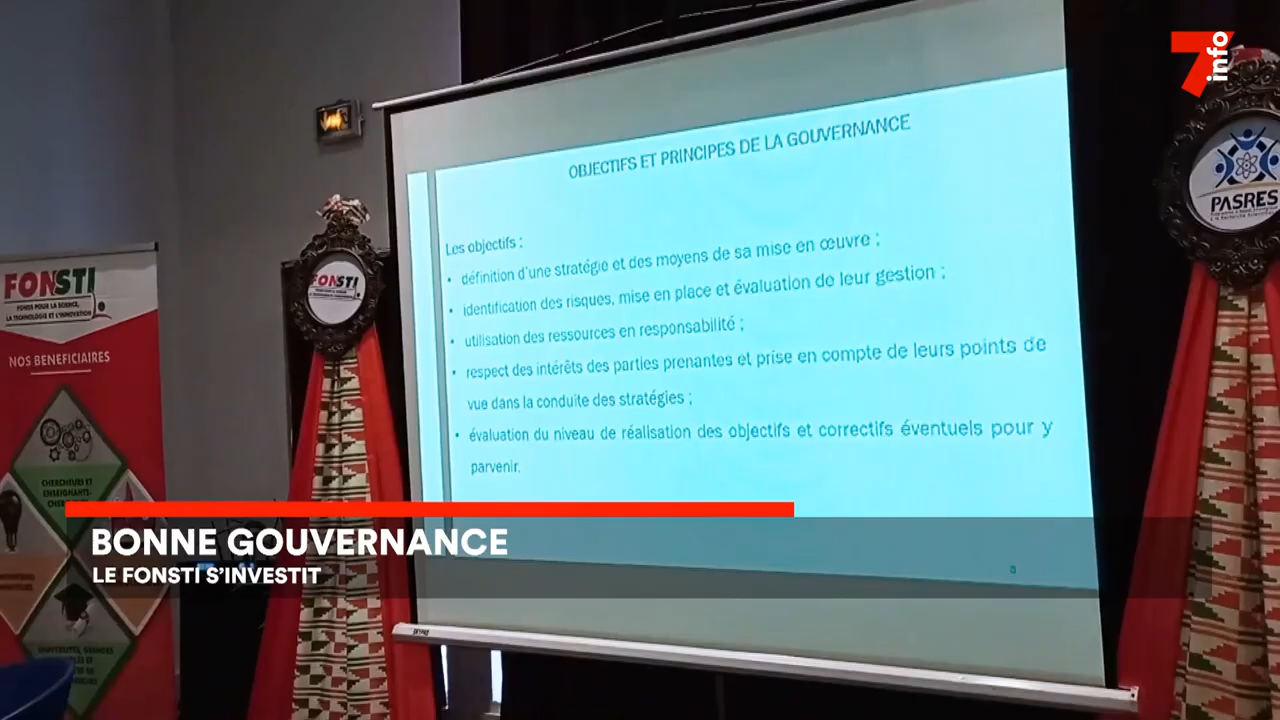 7 info
OBJECTIFS ET PRINCIPES DE LA GOUVERNANCE
Les objectifs :
• définition d'une stratégie et des moyens de sa mise en œuvre ;
• identification des risques, mise en place et évaluation de leur gestion ;
• utilisation des ressources en responsabilité ;
• respect des intérêts des parties prenantes et prise en compte de leurs points de
vue dans la conduite des stratégies ;
• évaluation du niveau de réalisation des objectifs et correctifs éventuels pour y
parvenir.
PASRES
FONSTI
FONSTI
FONDS POUR LA SCIENCE,
LA TECHNOLOGIE ET L'INNOVATION
NOS BENEFICIAIRES
CHERCHEURS ET
ENSEIGNANTS-
BONNE GOUVERNANCE
LE FONSTI S'INVESTIT